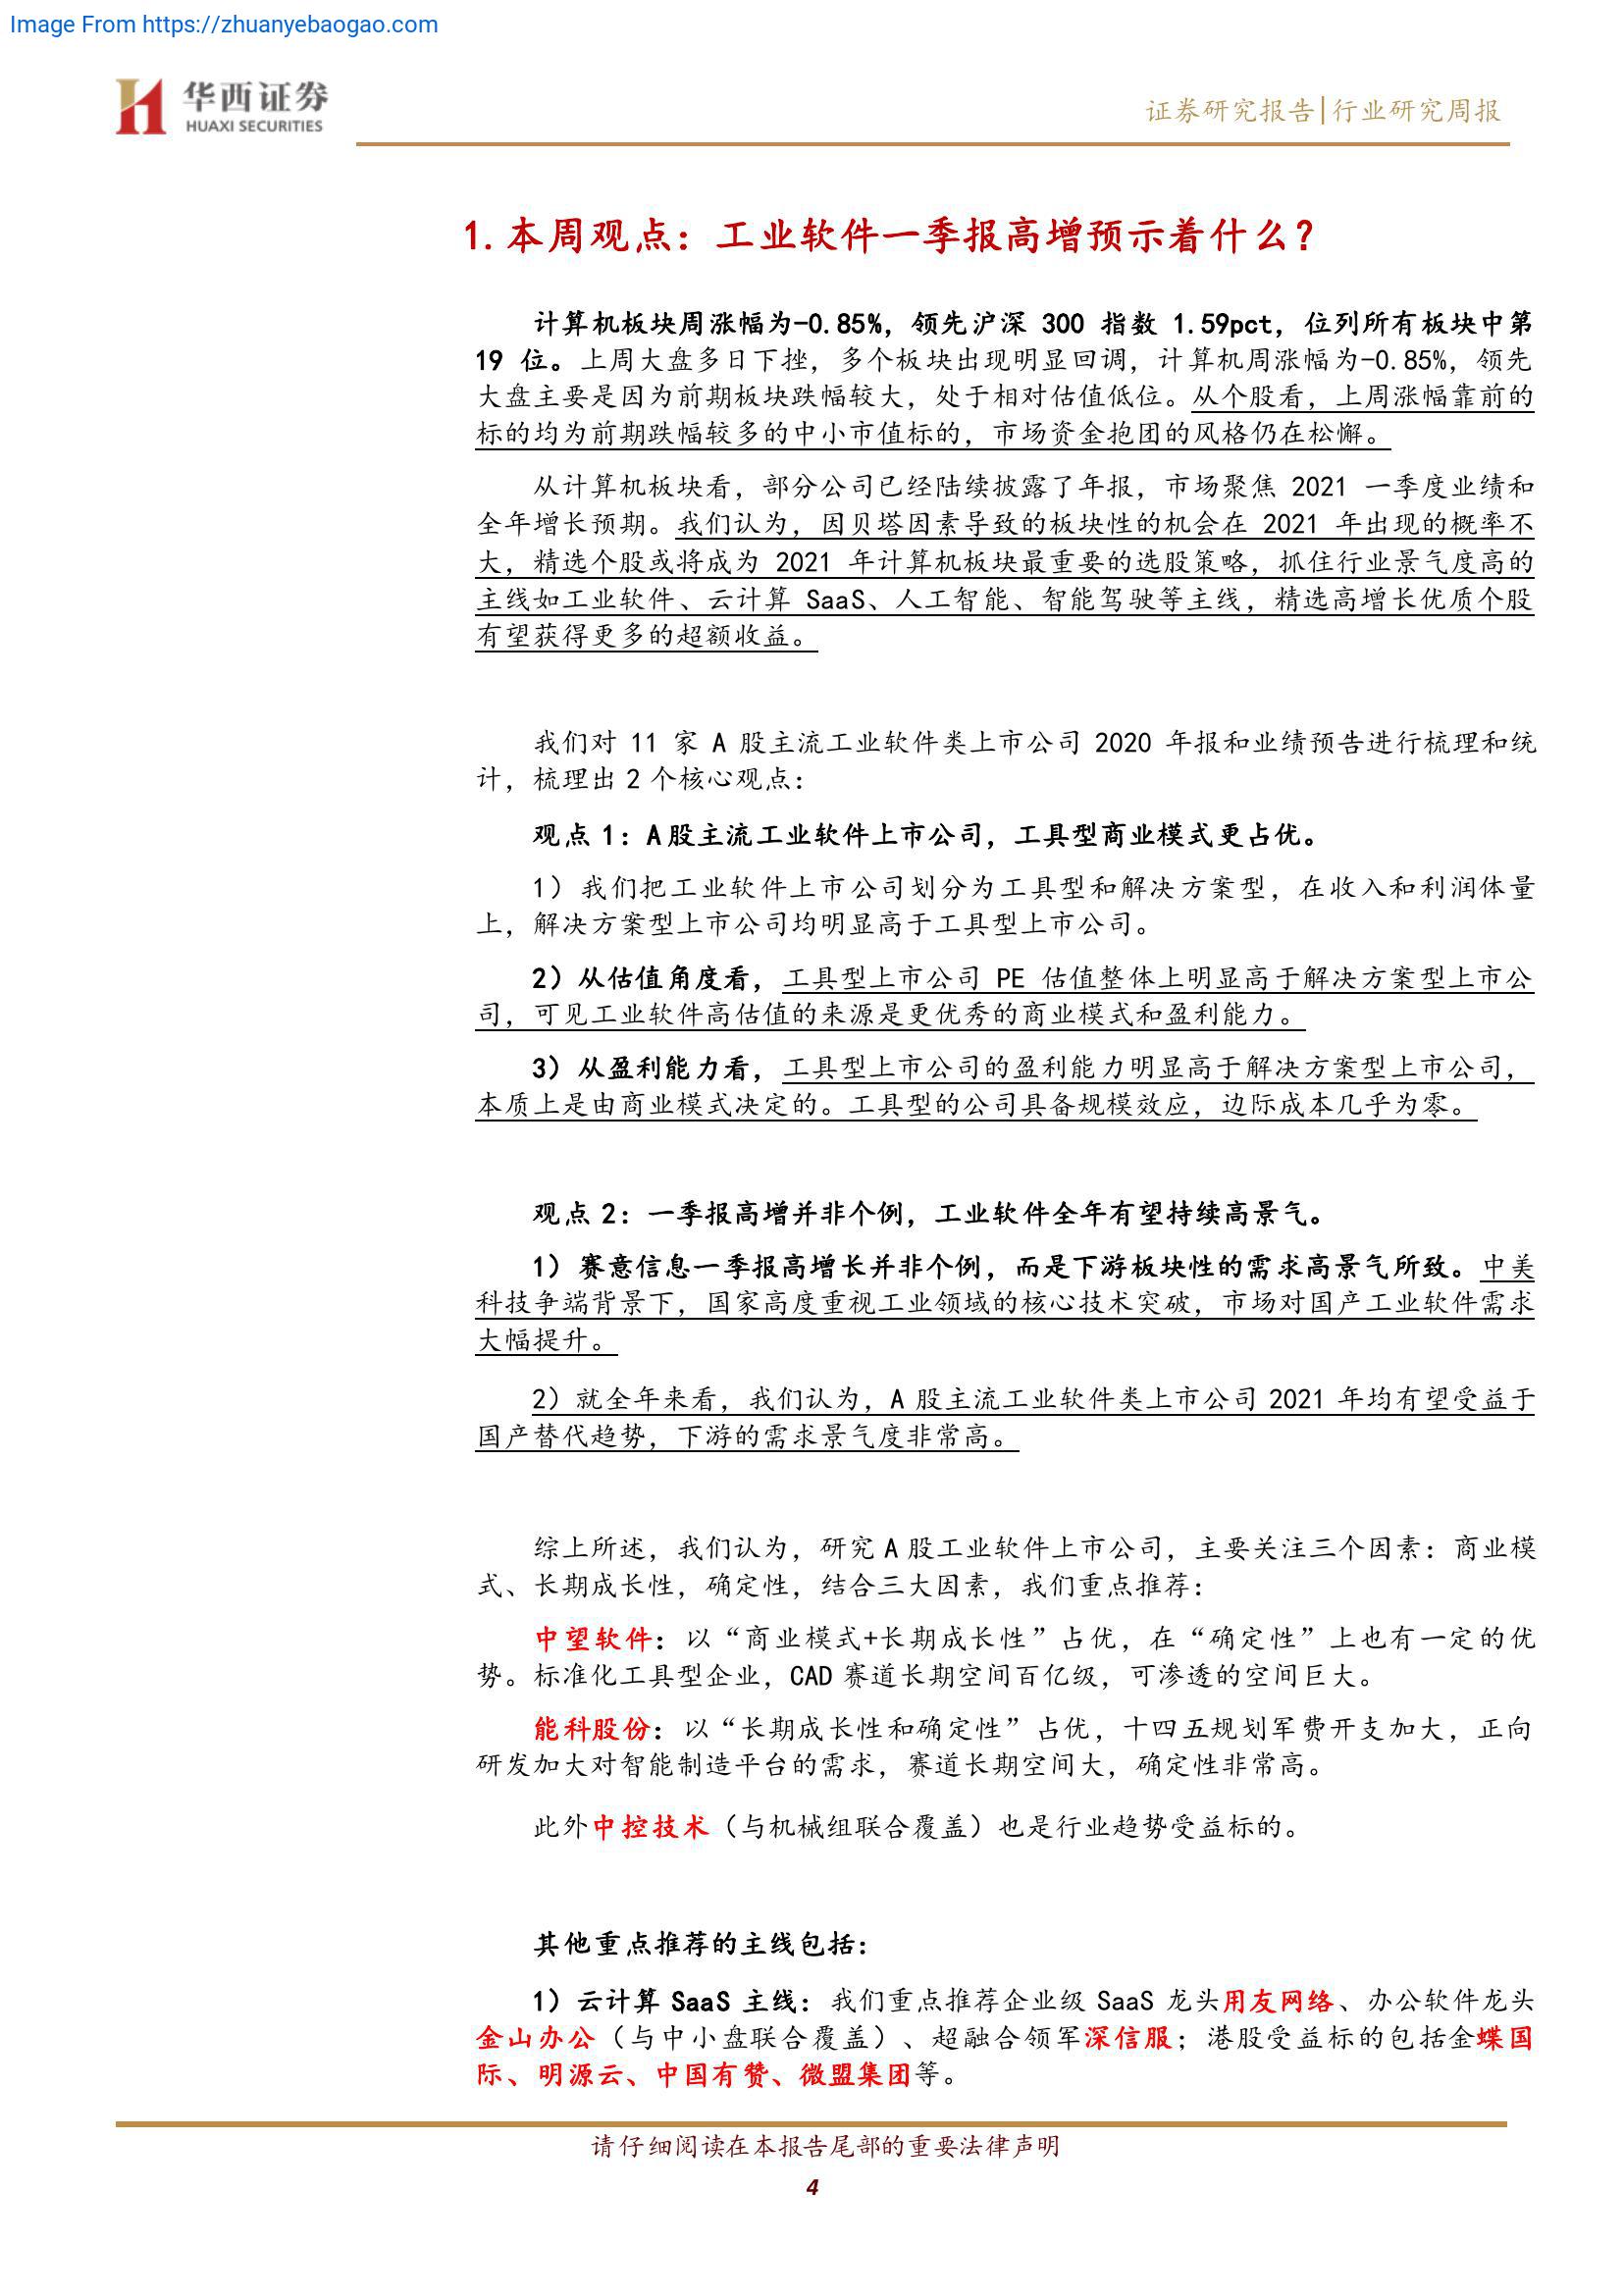 Image From https://zhuanyebaogao.com
华西证券
HUAXI SECURITIES
证券研究报告|行业研究周报
1.本周观点：工业软件一季报高增预示着什么？
计算机板块周涨幅为-0.85%，领先沪深 300 指数 1.59pct，位列所有板块中第
19 位。上周大盘多日下挫，多个板块出现明显回调，计算机周涨幅为-0.85%，领先
大盘主要是因为前期板块跌幅较大，处于相对估值低位。从个股看，上周涨幅靠前的
标的均为前期跌幅较多的中小市值标的，市场资金抱团的风格仍在松懈。
从计算机板块看，部分公司已经陆续披露了年报，市场聚焦 2021 一季度业绩和
全年增长预期。我们认为，因贝塔因素导致的板块性的机会在 2021 年出现的概率不
大，精选个股或将成为 2021 年计算机板块最重要的选股策略，抓住行业景气度高的
主线如工业软件、云计算 SaaS、人工智能、智能驾驶等主线，精选高增长优质个股
有望获得更多的超额收益。
我们对 11 家 A 股主流工业软件类上市公司 2020 年报和业绩预告进行梳理和统
计，梳理出 2 个核心观点：
观点 1：A 股主流工业软件上市公司，工具型商业模式更占优。
1）我们把工业软件上市公司划分为工具型和解决方案型，在收入和利润体量
上，解决方案型上市公司均明显高于工具型上市公司。
2）从估值角度看，工具型上市公司 PE 估值整体上明显高于解决方案型上市公
司，可见工业软件高估值的来源是更优秀的商业模式和盈利能力。
3）从盈利能力看，工具型上市公司的盈利能力明显高于解决方案型上市公司，
本质上是由商业模式决定的。工具型的公司具备规模效应，边际成本几乎为零。
观点 2：一季报高增并非个例，工业软件全年有望持续高景气。
1）赛意信息一季报高增长并非个例，而是下游板块性的需求高景气所致。中美
科技争端背景下，国家高度重视工业领域的核心技术突破，市场对国产工业软件需求
大幅提升。
2）就全年来看，我们认为，A 股主流工业软件类上市公司 2021 年均有望受益于
国产替代趋势，下游的需求景气度非常高。
综上所述，我们认为，研究 A 股工业软件上市公司，主要关注三个因素：商业模
式、长期成长性，确定性，结合三大因素，我们重点推荐：
中望软件：以“商业模式+长期成长性”占优，在“确定性”上也有一定的优
势。标准化工具型企业，CAD 赛道长期空间百亿级，可渗透的空间巨大。
能科股份：以“长期成长性和确定性”占优，十四五规划军费开支加大，正向
研发加大对智能制造平台的需求，赛道长期空间大，确定性非常高。
此外中控技术（与机械组联合覆盖）也是行业趋势受益标的。
其他重点推荐的主线包括：
1）云计算 SaaS 主线：我们重点推荐企业级 SaaS 龙头用友网络、办公软件龙头
金山办公（与中小盘联合覆盖）、超融合领军深信服；港股受益标的包括金蝶国
际、明源云、中国有赞、微盟集团等。
请仔细阅读在本报告尾部的重要法律声明
4